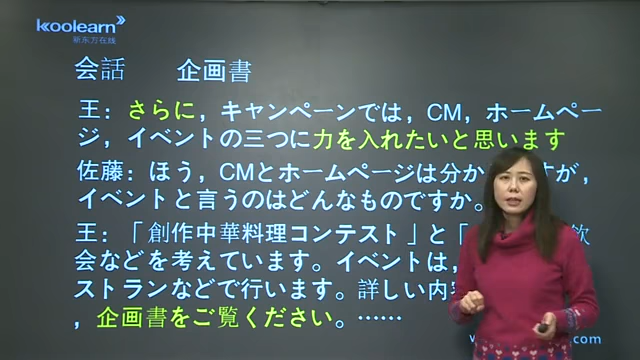 koolearn
新东方在线
会話　　企画書
王：さらに，キャンペーンでは，CM，ホームペー
ジ，イベントの三つに力を入れたいと思います
佐藤：ほう，CMとホームページは分か すが，
イベントと言うのはどんなものですか。
王：「創作中華料理コンテスト」と「 飲
会などを考えています。イベントは，
ストランなどで行います。詳しい内容
，企画書をご覧ください。……